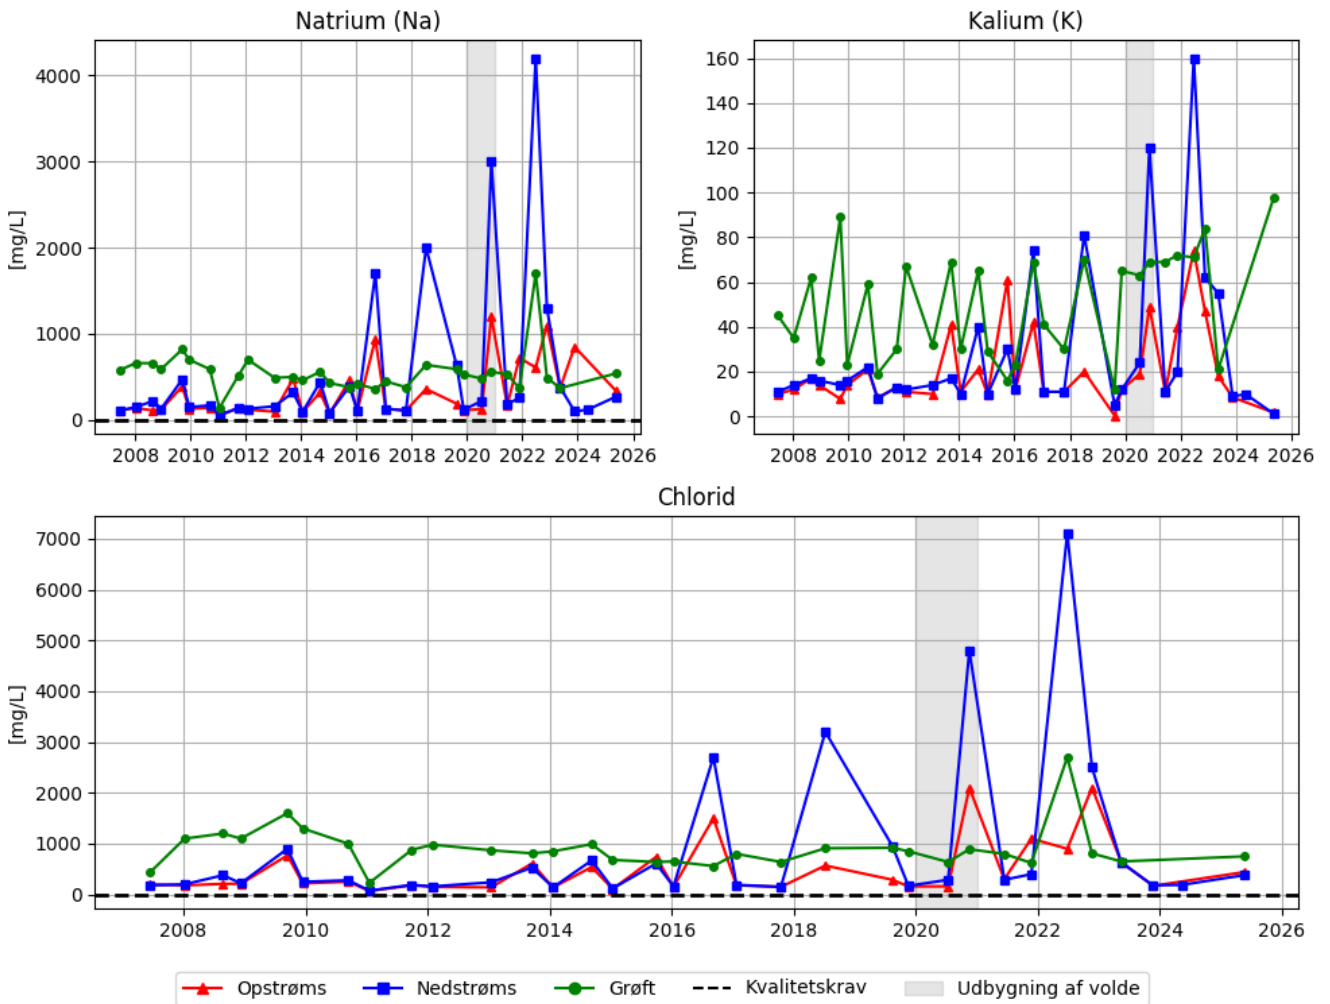 Natrium (Na)
[mg/L]
4000
3000
2000
1000
0
2008 2010 2012 2014 2016 2018 2020 2022 2024 2026
Kalium (K)
[mg/L]
160
140
120
100
80
60
40
20
0
2008 2010 2012 2014 2016 2018 2020 2022 2024 2026
Chlorid
[mg/L]
7000
6000
5000
4000
3000
2000
1000
0
2008 2010 2012 2014 2016 2018 2020 2022 2024 2026
Opstrøms Nedstrøms Grøft Kvalitetskrav Udbygning af volde